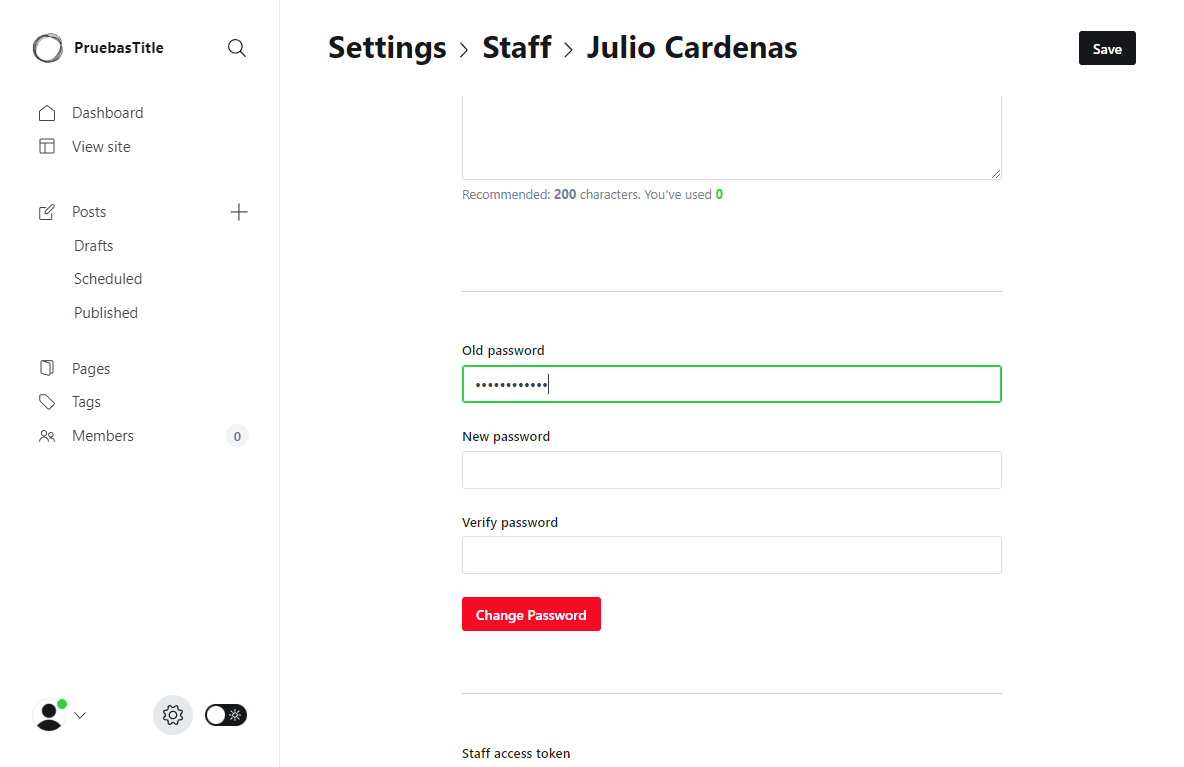 PruebasTitle
Settings > Staff > Julio Cardenas
Save
Dashboard
View site
Posts
Drafts
Scheduled
Published
Pages
Tags
Members 0
Recommended: 200 characters. You've used 0
Old password
••••••••••••
New password
Verify password
Change Password
Staff access token